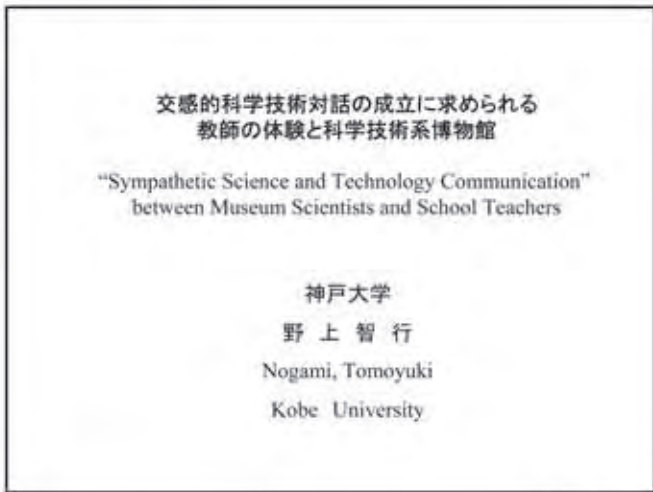 交感的科学技術対話の成立に求められる
教師の体験と科学技術系博物館
“Sympathetic Science and Technology Communication”
between Museum Scientists and School Teachers
神戸大学
野 上 智 行
Nogami, Tomoyuki
Kobe University